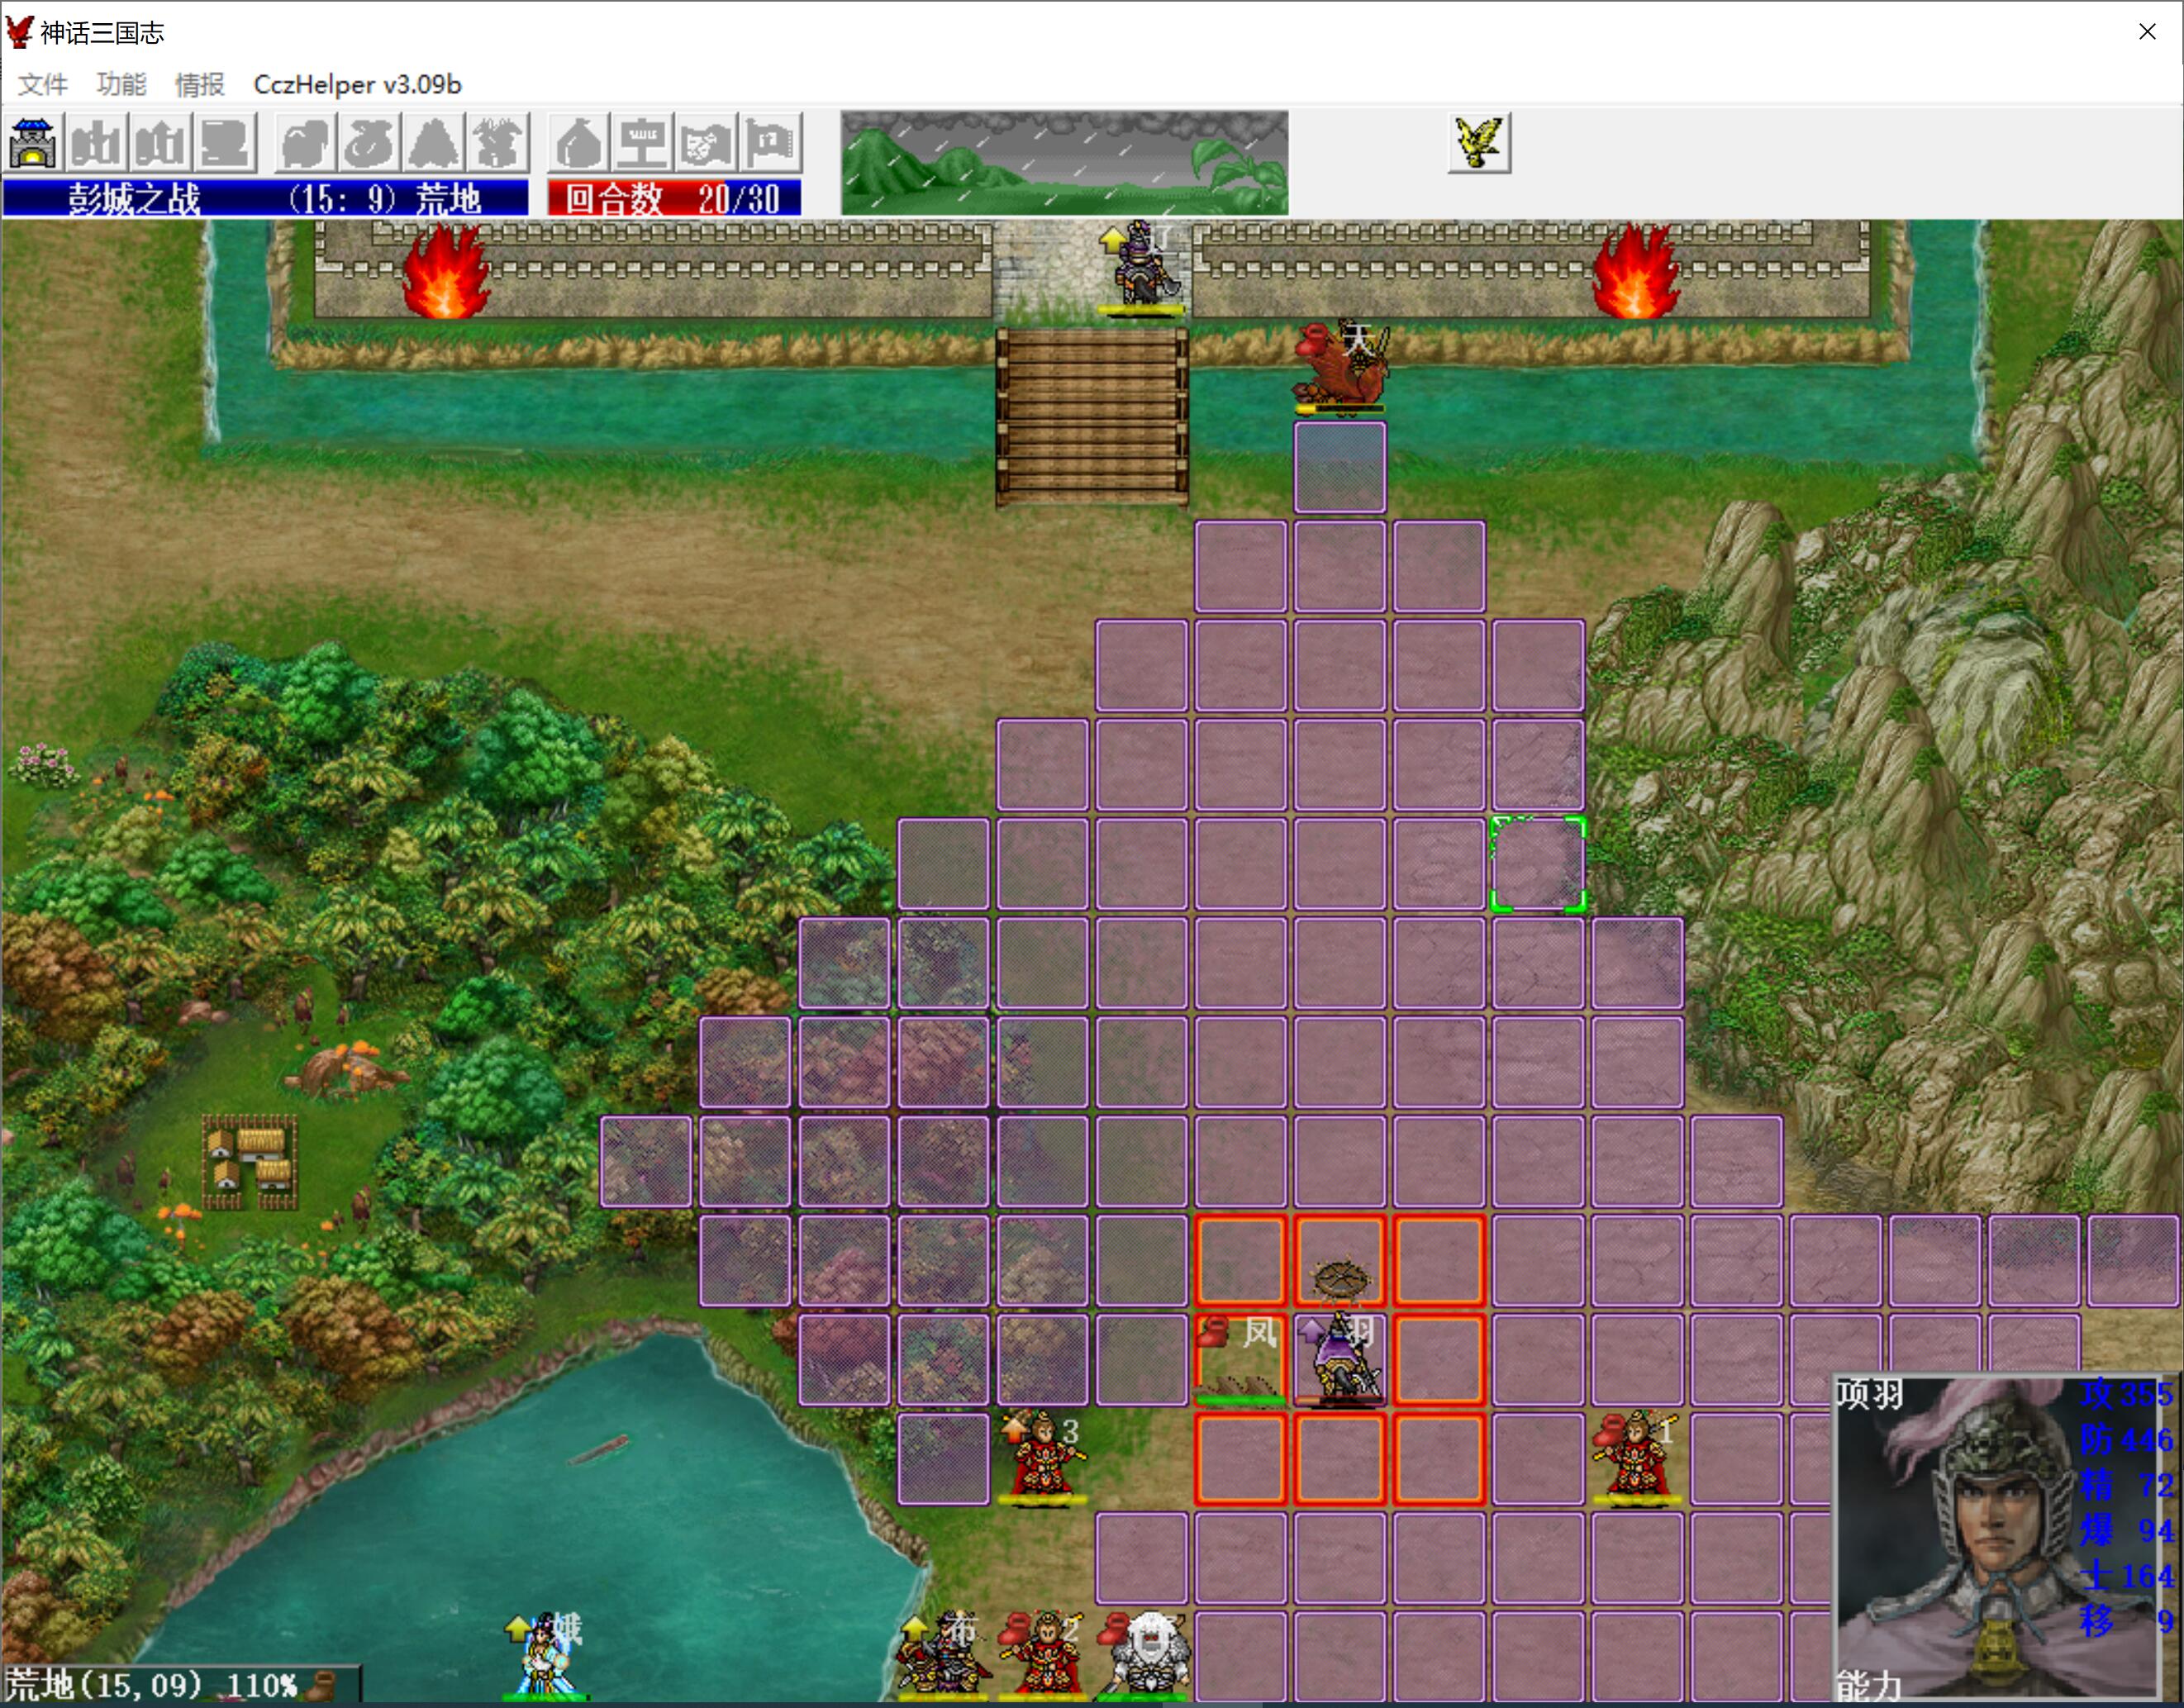 神话三国志
文件 功能 情报 CczHelper v3.09b
彭城之战 (15: 9) 荒地 回合数 20/30
天
凤 羽
3 1
项羽 攻 355
防 446
精 72
爆 94
士 164
移 9
能力
娥 布 2
荒地(15,09) 110%